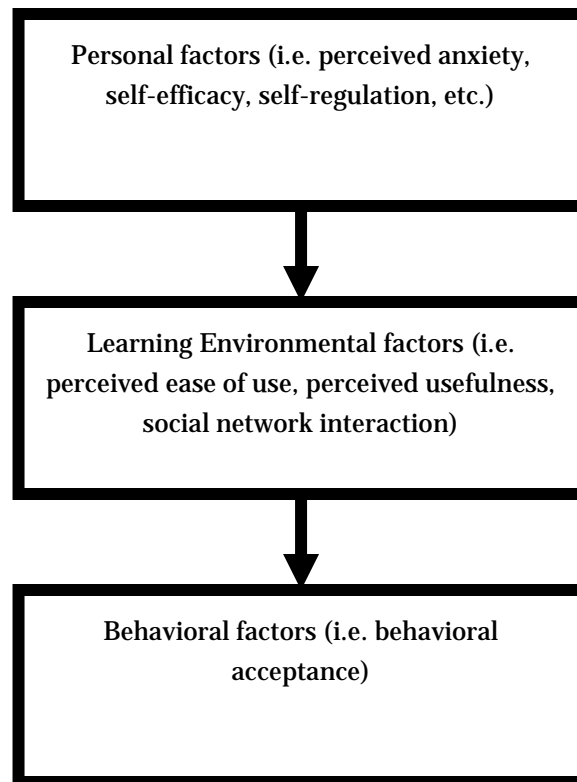 Personal factors (i.e. perceived anxiety,
self-efficacy, self-regulation, etc.)
Learning Environmental factors (i.e.
perceived ease of use, perceived usefulness,
social network interaction)
Behavioral factors (i.e. behavioral
acceptance)